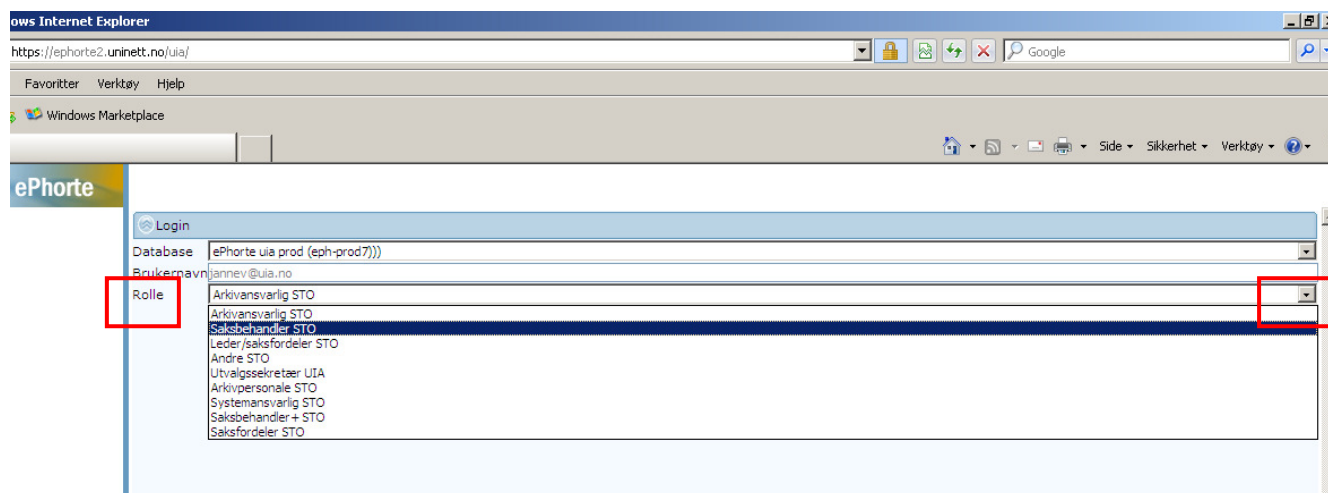 ows Internet Explorer
https://ephorte2.uninett.no/uia/
Google
Favoritter Verktøy Hjelp
Windows Marketplace
Side Sikkerhet Verktøy
ePhorte
Login
Database ePhorte uia prod (eph-prod7)))
Brukernavn jannev@uia.no
Rolle Arkivansvarlig STO
Arkivansvarlig STO
Saksbehandler STO
Leder/saksfordeler STO
Andre STO
Utvalgssekretær UIA
Arkivpersonale STO
Systemansvarlig STO
Saksbehandler+ STO
Saksfordeler STO